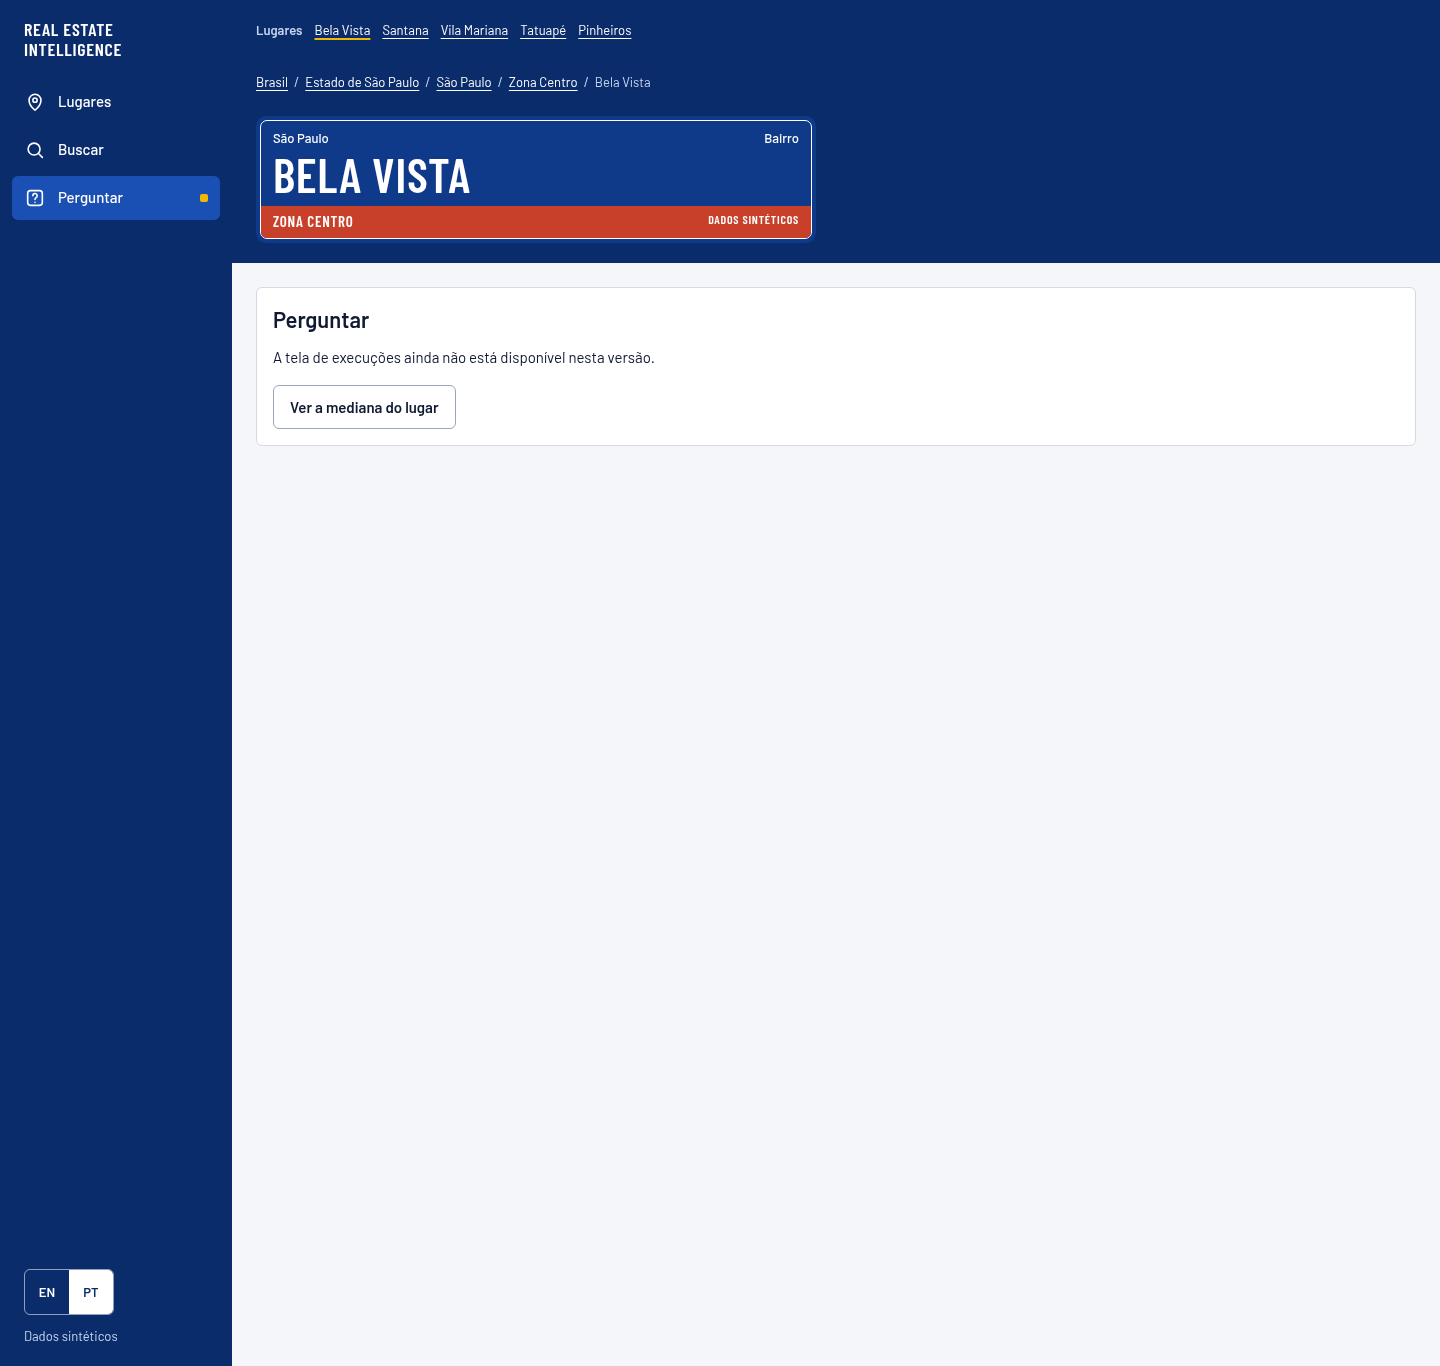 REAL ESTATE
INTELLIGENCE
Lugares
Buscar
Perguntar
EN PT
Dados sintéticos
Lugares Bela Vista Santana Vila Mariana Tatuapé Pinheiros
Brasil / Estado de São Paulo / São Paulo / Zona Centro / Bela Vista
São Paulo Bairro
BELA VISTA
ZONA CENTRO DADOS SINTÉTICOS
Perguntar
A tela de execuções ainda não está disponível nesta versão.
Ver a mediana do lugar